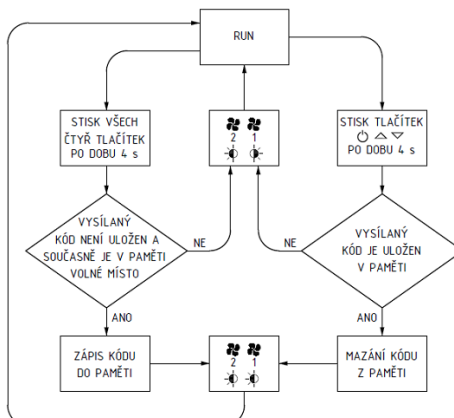 RUN
STISK VŠECH
ČTYŘ TLAČÍTEK
PO DOBU 4 s
2 1
STISK TLAČÍTEK
PO DOBU 4 s
VYSÍLANÝ
KÓD NENÍ ULOŽEN A
SOUČASNĚ JE V PAMĚTI
VOLNÉ MÍSTO
NE
NE
VYSÍLANÝ
KÓD JE ULOŽEN
V PAMĚTI
ANO
ANO
ZÁPIS KÓDU
DO PAMĚTI
2 1
MAZÁNÍ KÓDU
Z PAMĚTI